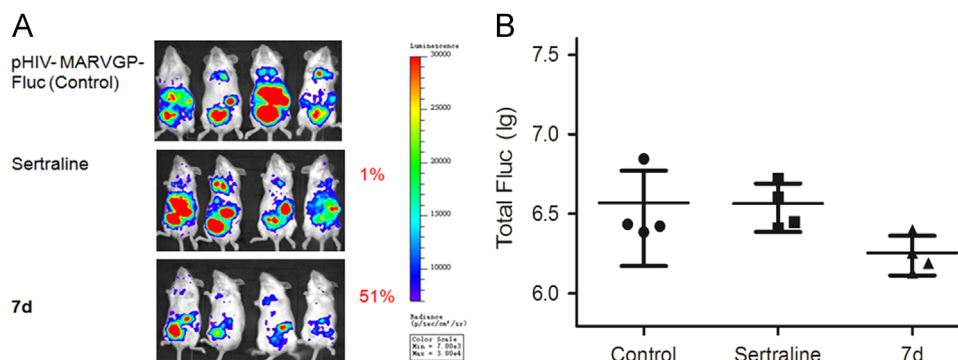 A
pHIV- MARVGP-
Fluc (Control)
Sertraline
1%
7d
51%
Luminescence
30000
25000
20000
15000
10000
Radiance
(p/sec/cm²/sr)
Color Scale
Min = 7.00e3
Max = 3.00e4
B
Total Fluc (lg)
7.5
7.0
6.5
6.0
Control
Sertraline
7d